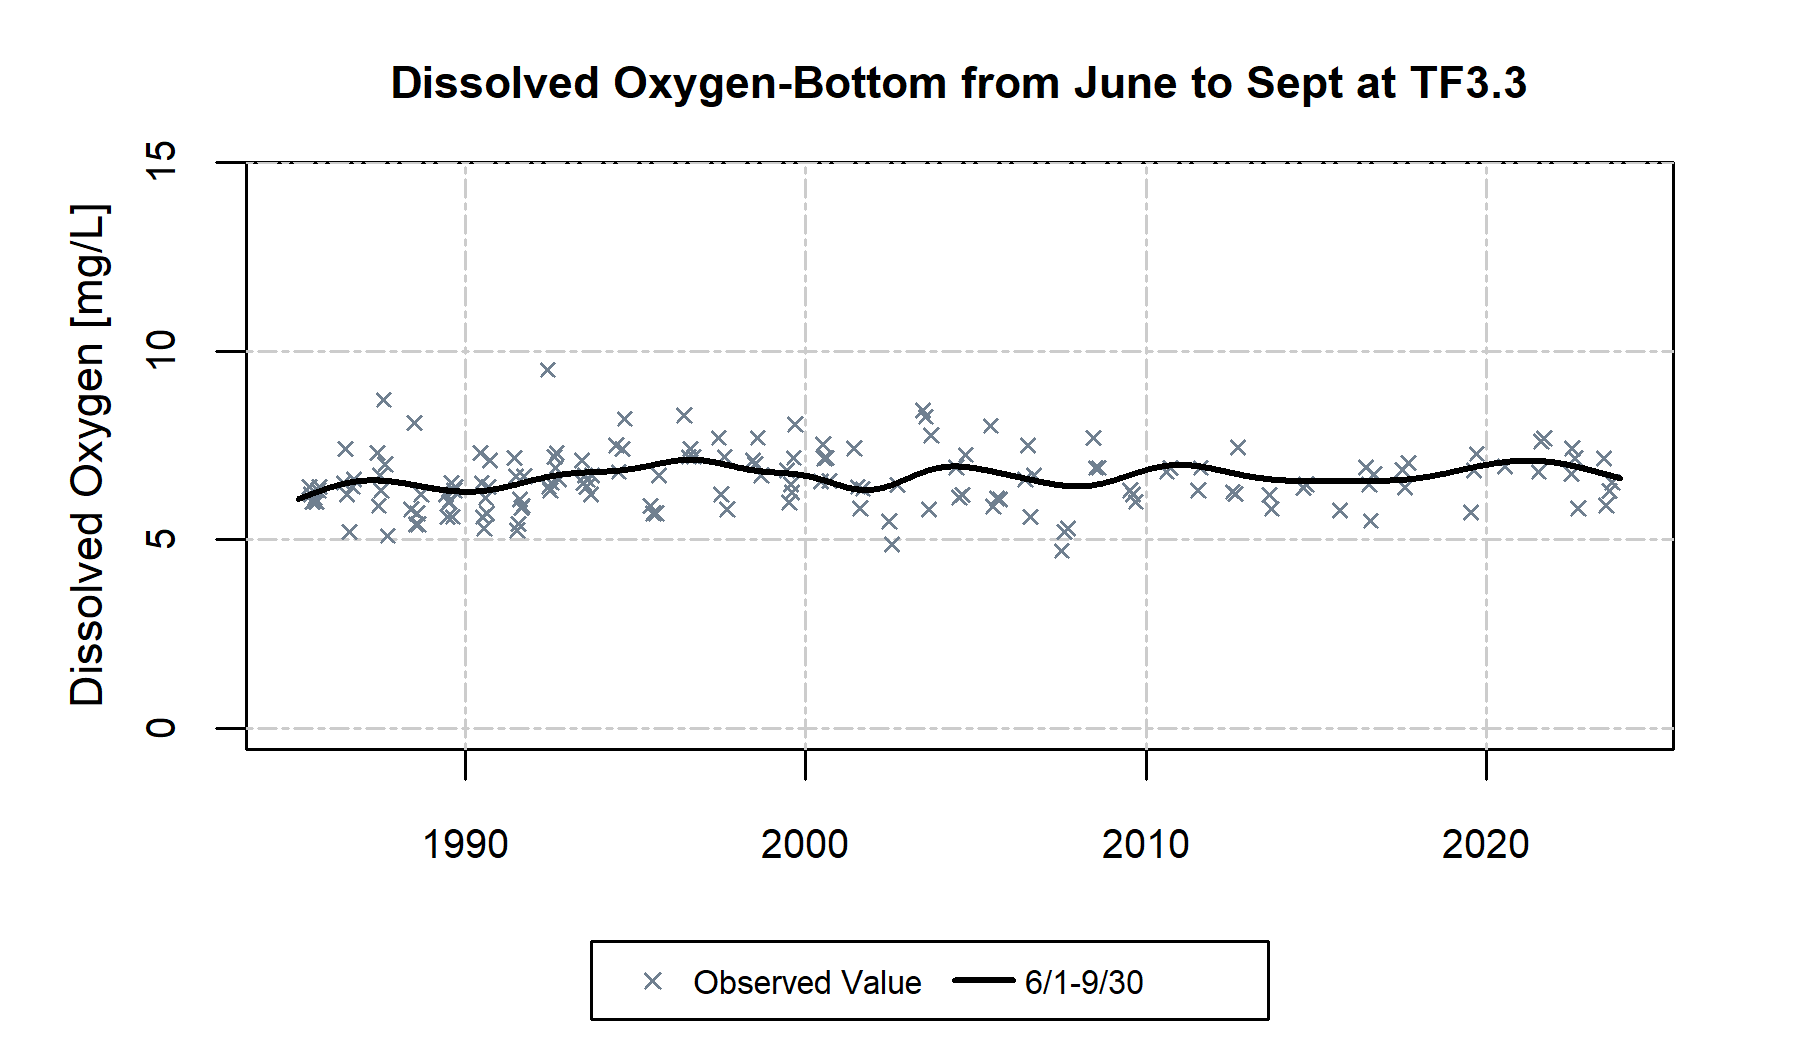 Dissolved Oxygen-Bottom from June to Sept at TF3.3
Dissolved Oxygen [mg/L]
15
10
5
0
1990 2000 2010 2020
Observed Value 6/1-9/30